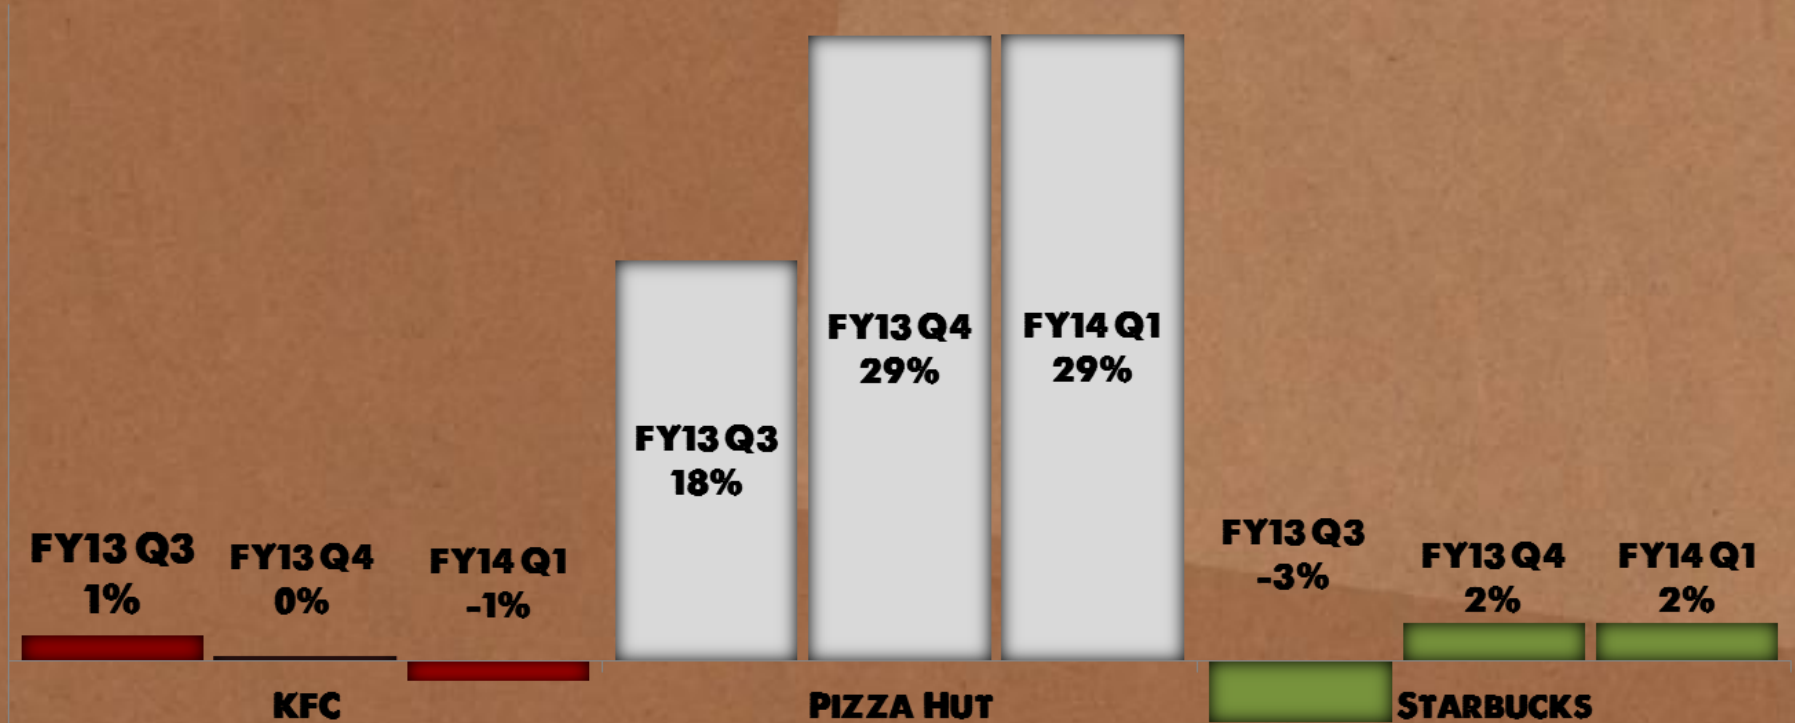 FY13 Q3
1%
FY13 Q4
0%
FY14 Q1
-1%
FY13 Q3
18%
FY13 Q4
29%
FY14 Q1
29%
FY13 Q3
-3%
FY13 Q4
2%
FY14 Q1
2%
KFC
PIZZA HUT
STARBUCKS